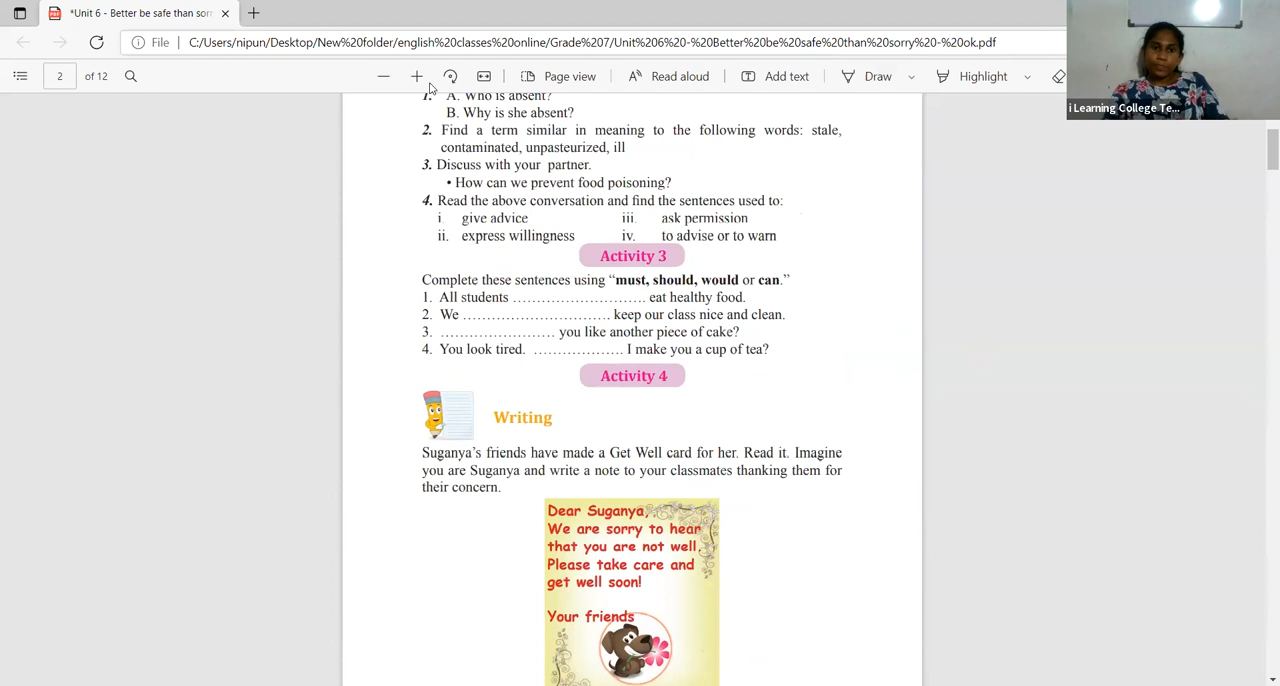 *Unit 6 - Better be safe than sorr
File C:/Users/nipun/Desktop/New%20folder/english%20classes%20online/Grade%207/Unit%206%20-%20Better%20be%20safe%20than%20sorry%20-%20ok.pdf
2 of 12 Page view Read aloud Add text Draw Highlight
i Learning College Te...
1. A. Who is absent?
B. Why is she absent?
2. Find a term similar in meaning to the following words: stale,
contaminated, unpasteurized, ill
3. Discuss with your partner.
• How can we prevent food poisoning?
4. Read the above conversation and find the sentences used to:
i. give advice iii. ask permission
ii. express willingness iv. to advise or to warn
Activity 3
Complete these sentences using “must, should, would or can.”
1. All students ............................ eat healthy food.
2. We ............................... keep our class nice and clean.
3. ........................ you like another piece of cake?
4. You look tired. ................... I make you a cup of tea?
Activity 4
Writing
Suganya’s friends have made a Get Well card for her. Read it. Imagine
you are Suganya and write a note to your classmates thanking them for
their concern.
Dear Suganya,
We are sorry to hear
that you are not well,
Please take care and
get well soon!
Your friends